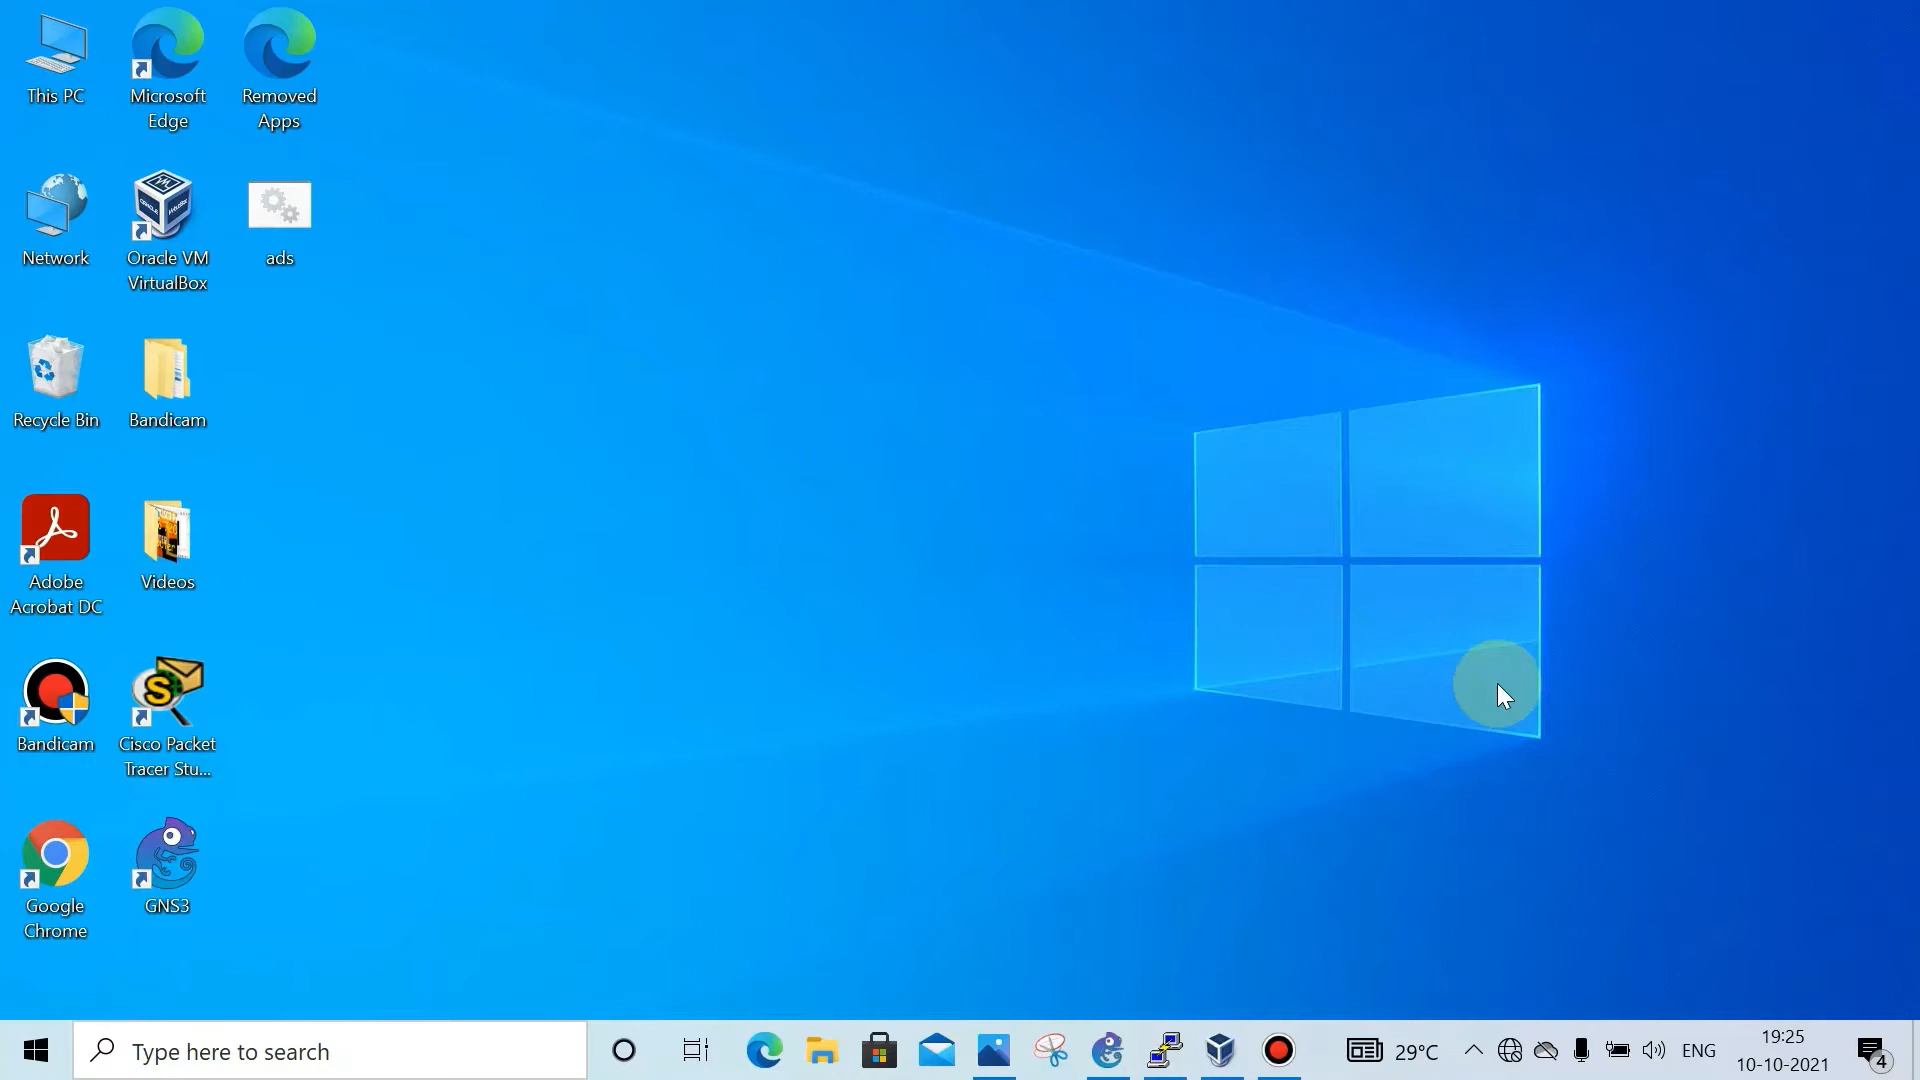 This PC
Microsoft
Edge
Removed
Apps
Network
Oracle VM
VirtualBox
ads
Recycle Bin
Bandicam
Adobe
Acrobat DC
Videos
Bandicam
Cisco Packet
Tracer Stu...
Google
Chrome
GNS3
Type here to search
29°C
ENG
19:25
10-10-2021
4